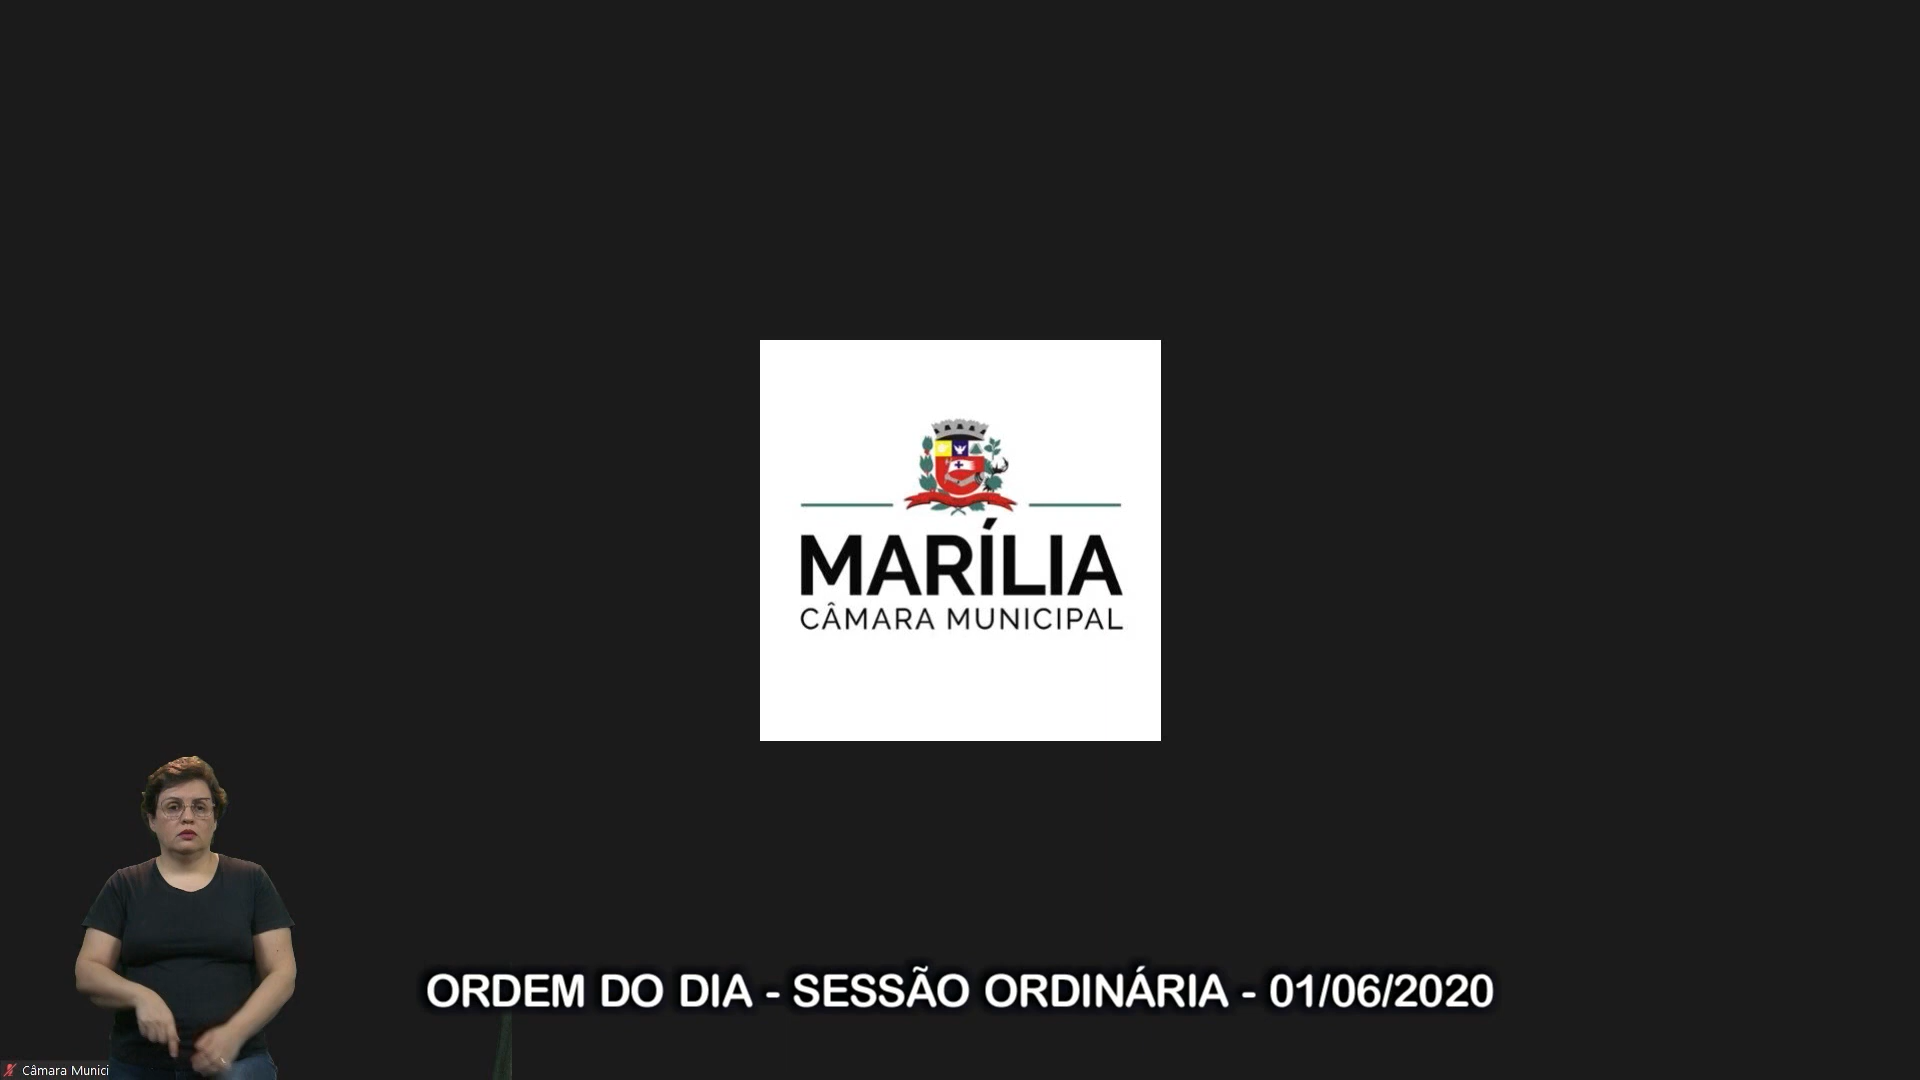 MARÍLIA
CÂMARA MUNICIPAL
ORDEM DO DIA - SESSÃO ORDINÁRIA - 01/06/2020
Câmara Munici